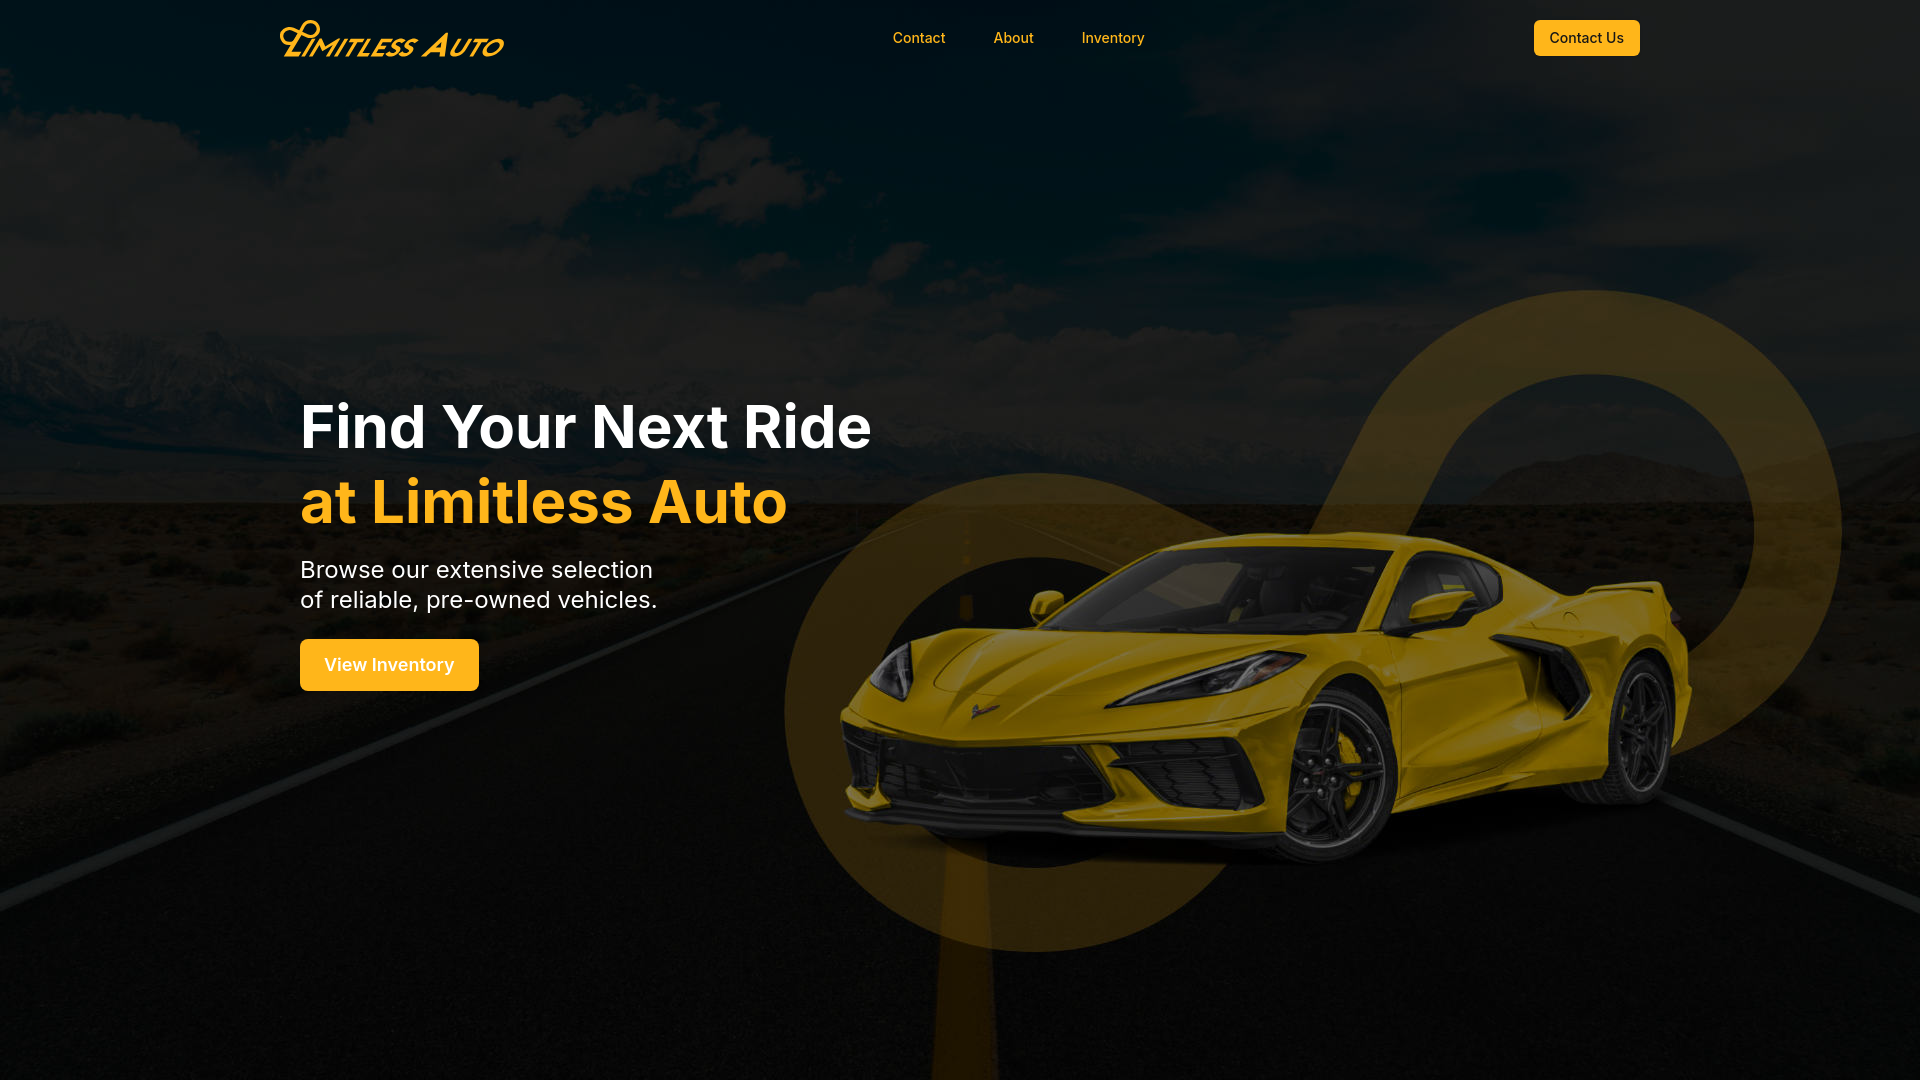 Limitless Auto
Contact
About
Inventory
Contact Us
Find Your Next Ride
at Limitless Auto
Browse our extensive selection
of reliable, pre-owned vehicles.
View Inventory